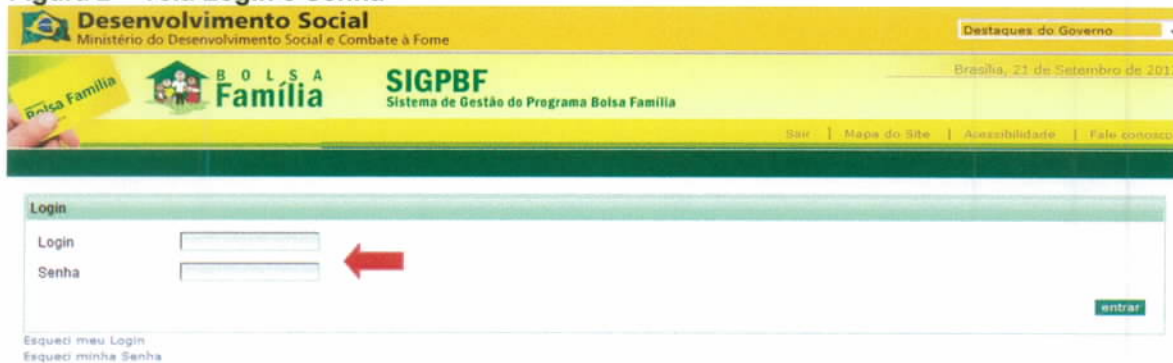 Desenvolvimento Social
Ministério do Desenvolvimento Social e Combate à Fome
Destaques do Governo
Brasília, 21 de Setembro de 201
Bolsa Família
BOLSA
Família
SIGPBF
Sistema de Gestão do Programa Bolsa Família
Sair | Mapa do Site | Acessibilidade | Fale conosco
Login
Login
Senha
entrar
Esqueci meu Login
Esqueci minha Senha